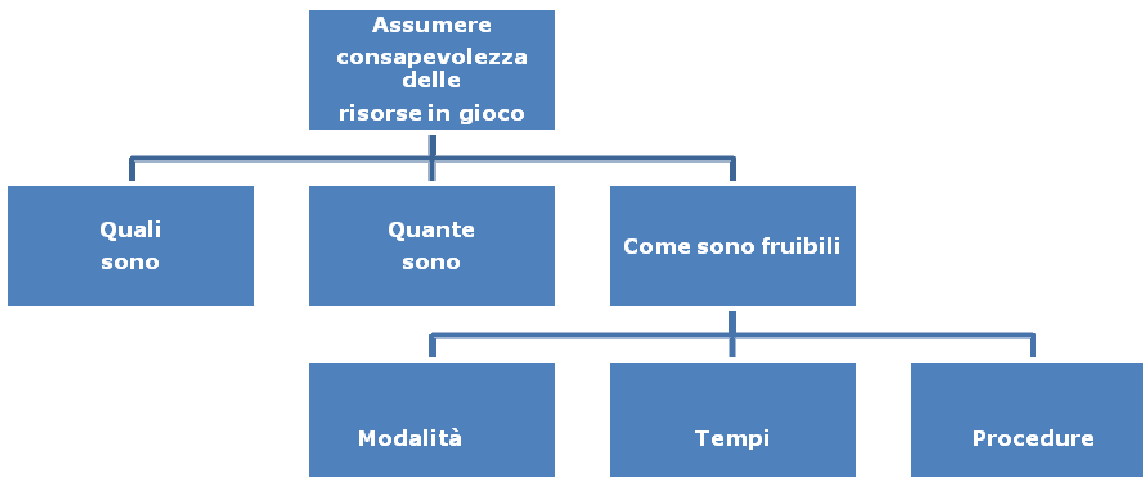 Assumere
consapevolezza
delle
risorse in gioco
Quali
sono
Quante
sono
Come sono fruibili
Modalità
Tempi
Procedure